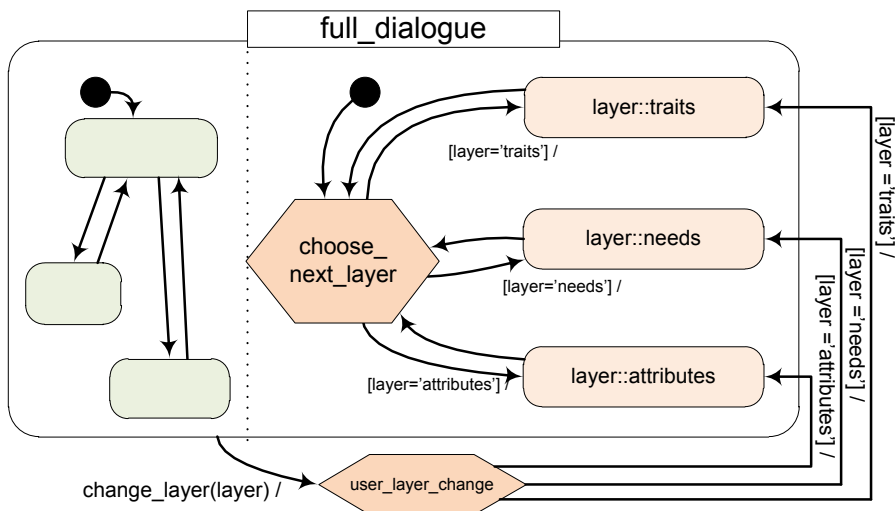 full_dialogue
layer::traits
[layer='traits'] /
choose_
next_layer
layer::needs
[layer='needs'] /
layer::attributes
[layer='attributes'] /
[layer ='traits'] /
[layer ='needs'] /
[layer ='attributes'] /
change_layer(layer) /
user_layer_change